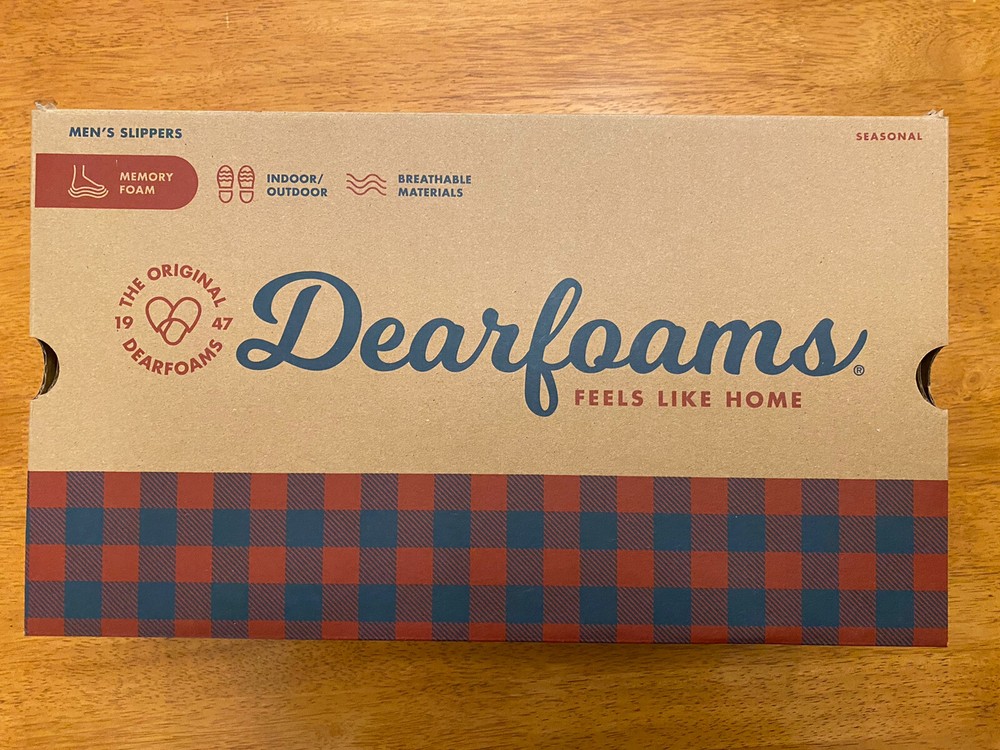 MEN'S SLIPPERS
SEASONAL
MEMORY
FOAM
INDOOR/
OUTDOOR
BREATHABLE
MATERIALS
THE ORIGINAL
19 47
DEARFOAMS
Dearfoams®
FEELS LIKE HOME